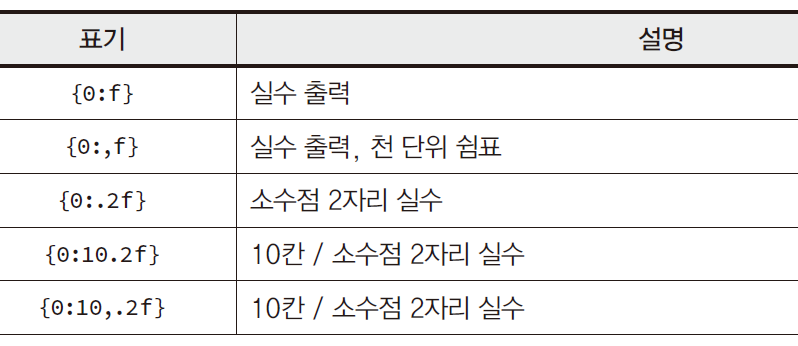 표기 설명
{0:f} 실수 출력
{0:,f} 실수 출력, 천 단위 쉼표
{0:.2f} 소수점 2자리 실수
{0:10.2f} 10칸 / 소수점 2자리 실수
{0:10,.2f} 10칸 / 소수점 2자리 실수